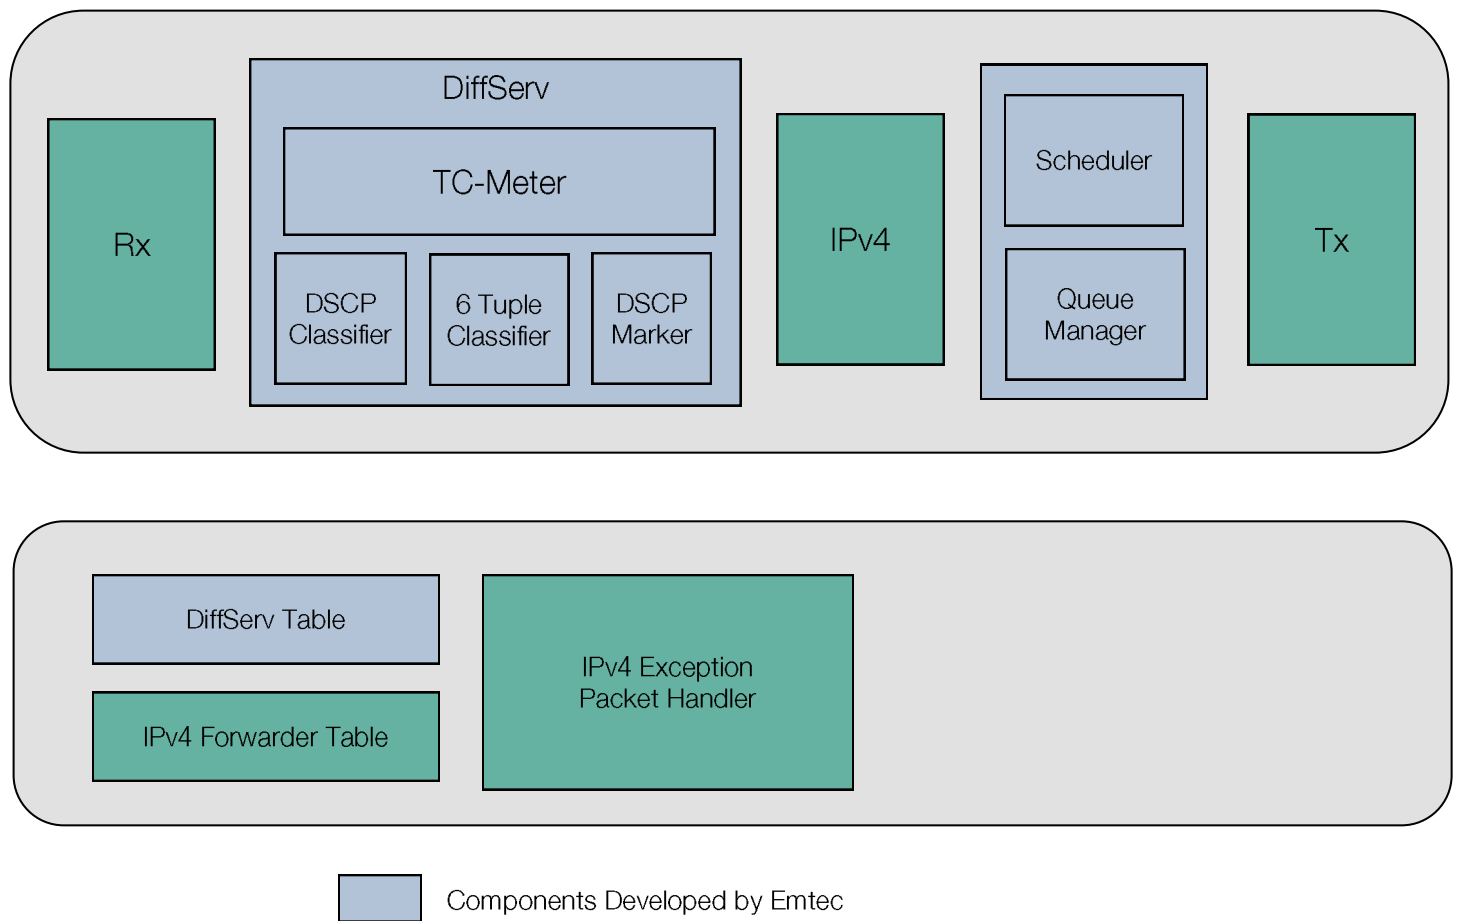 DiffServ
TC-Meter
Rx
DSCP
Classifier
6 Tuple
Classifier
DSCP
Marker
IPv4
Scheduler
Queue
Manager
Tx
DiffServ Table
IPv4 Forwarder Table
IPv4 Exception
Packet Handler
Components Developed by Emtec